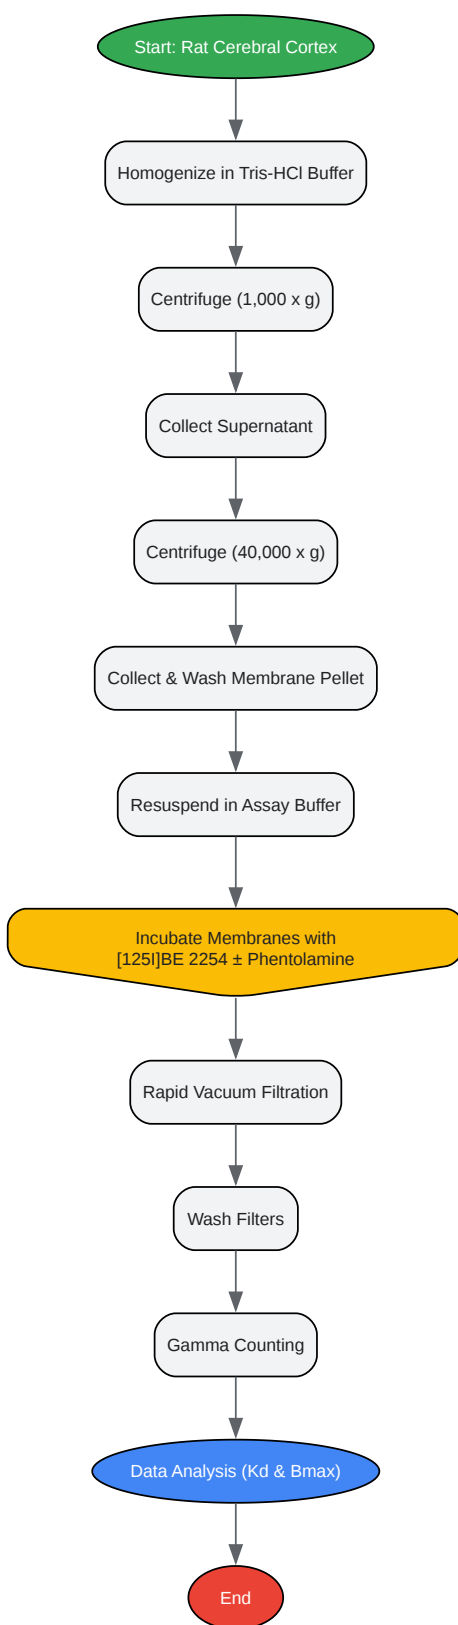 Start: Rat Cerebral Cortex
Homogenize in Tris-HCl Buffer
Centrifuge (1,000 x g)
Collect Supernatant
Centrifuge (40,000 x g)
Collect & Wash Membrane Pellet
Resuspend in Assay Buffer
Incubate Membranes with
[125I]BE 2254 ± Phentolamine
Rapid Vacuum Filtration
Wash Filters
Gamma Counting
Data Analysis (Kd & Bmax)
End